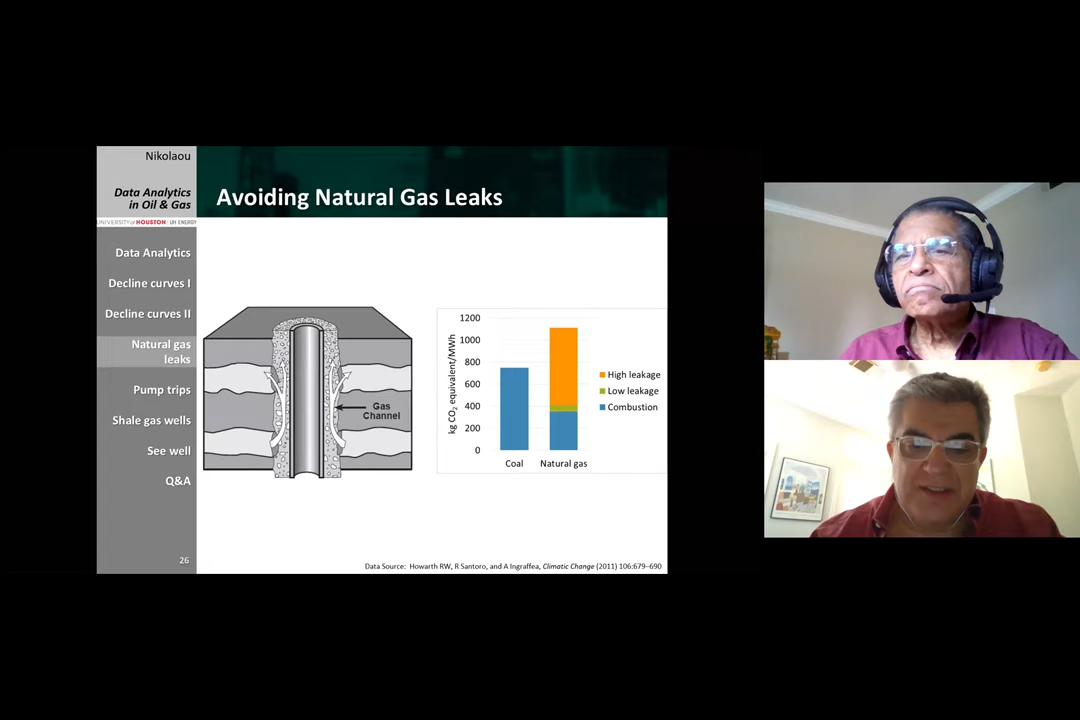 Nikolaou
Data Analytics
in Oil & Gas
UNIVERSITY of HOUSTON | UH ENERGY
Data Analytics
Decline curves I
Decline curves II
Natural gas
leaks
Pump trips
Shale gas wells
See well
Q&A
26
Avoiding Natural Gas Leaks
Gas
Channel
kg CO₂ equivalent/MWh
1200
1000
800
600
400
200
0
Coal
Natural gas
High leakage
Low leakage
Combustion
Data Source: Howarth RW, R Santoro, and A Ingraffea, Climatic Change (2011) 106:679–690